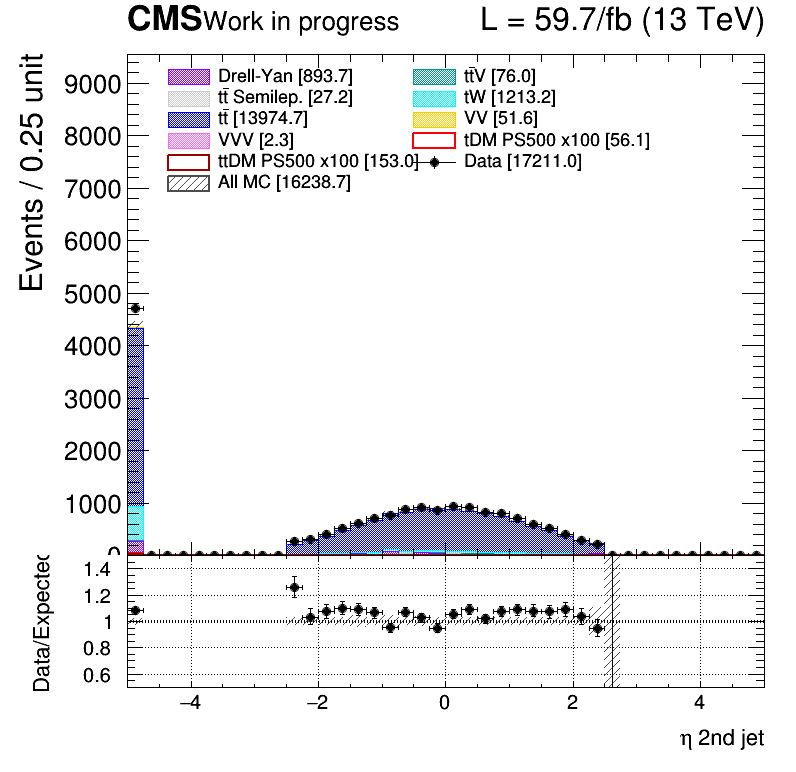 CMS Work in progress L = 59.7/fb (13 TeV)
Events / 0.25 unit
Drell-Yan [893.7]
tt̄V [76.0]
tt̄ Semilep. [27.2]
tW [1213.2]
tt̄ [13974.7]
VV [51.6]
VVV [2.3]
tDM PS500 x100 [56.1]
ttDM PS500 x100 [153.0]
Data [17211.0]
All MC [16238.7]
9000
8000
7000
6000
5000
4000
3000
2000
1000
0
Data/Expected
1.4
1.2
1
0.8
0.6
−4 −2 0 2 4
η 2nd jet